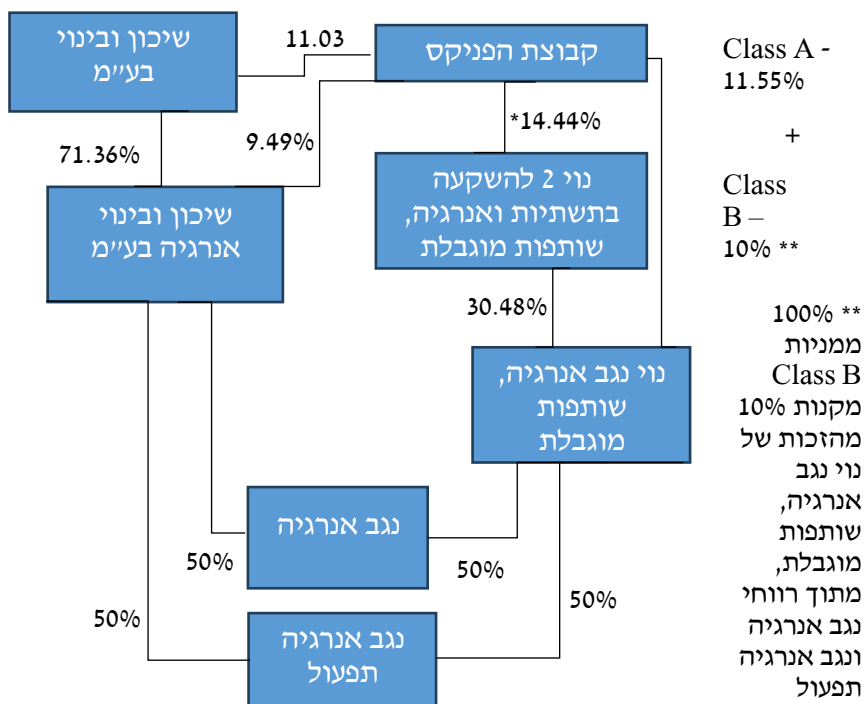 שיכון ובינוי
בע״מ
11.03
קבוצת הפניקס
Class A -
11.55%
+
Class
B –
10% **
71.36%
9.49%
*14.44%
שיכון ובינוי
אנרגיה בע״מ
נוי 2 להשקעה
בתשתיות ואנרגיה,
שותפות מוגבלת
30.48%
נוי נגב אנרגיה,
שותפות
מוגבלת
** 100%
ממניות
Class B
מקנות 10%
מהזכות של
נוי נגב
אנרגיה,
שותפות
מוגבלת,
מתוך רווחי
נגב אנרגיה
ונגב אנרגיה
תפעול
נגב אנרגיה
50%
50%
50%
50%
נגב אנרגיה
תפעול